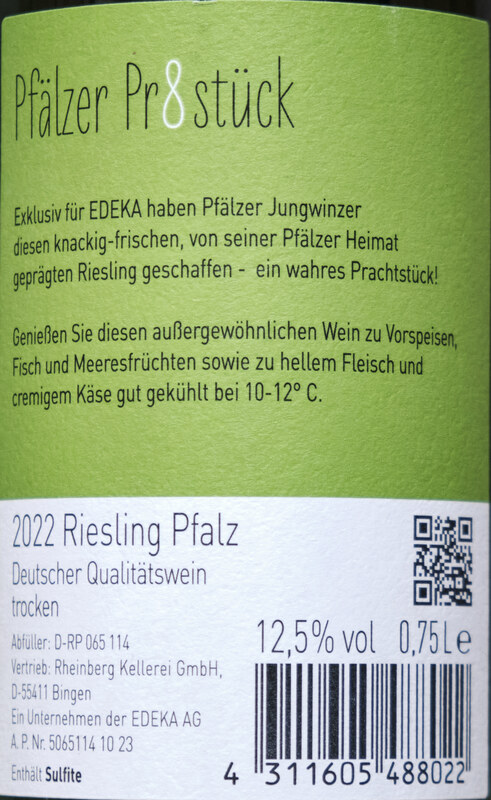 Pfälzer Pr8stück
Exklusiv für EDEKA haben Pfälzer Jungwinzer
diesen knackig-frischen, von seiner Pfälzer Heimat
geprägten Riesling geschaffen - ein wahres Prachtstück!
Genießen Sie diesen außergewöhnlichen Wein zu Vorspeisen,
Fisch und Meeresfrüchten sowie zu hellem Fleisch und
cremigem Käse gut gekühlt bei 10-12° C.
2022 Riesling Pfalz
Deutscher Qualitätswein
trocken
Abfüller: D-RP 065 114
Vertrieb: Rheinberg Kellerei GmbH,
D-55411 Bingen
Ein Unternehmen der EDEKA AG
A. P. Nr. 5065114 10 23
Enthält Sulfite
12,5% vol 0,75L e
4 311605 488022